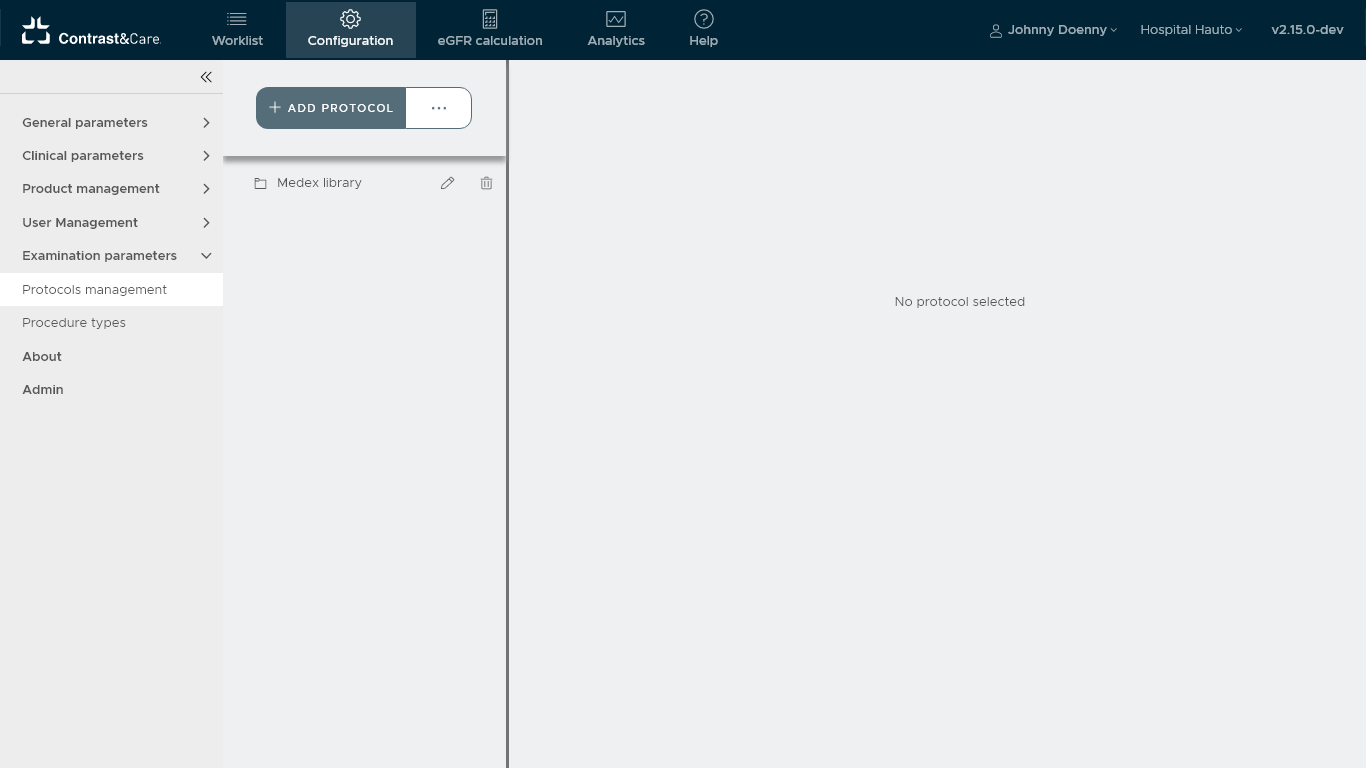 Contrast&Care
Worklist
Configuration
eGFR calculation
Analytics
Help
Johnny Doenny
Hospital Hauto
v2.15.0-dev
General parameters
Clinical parameters
Product management
User Management
Examination parameters
Protocols management
Procedure types
About
Admin
ADD PROTOCOL
...
Medex library
No protocol selected